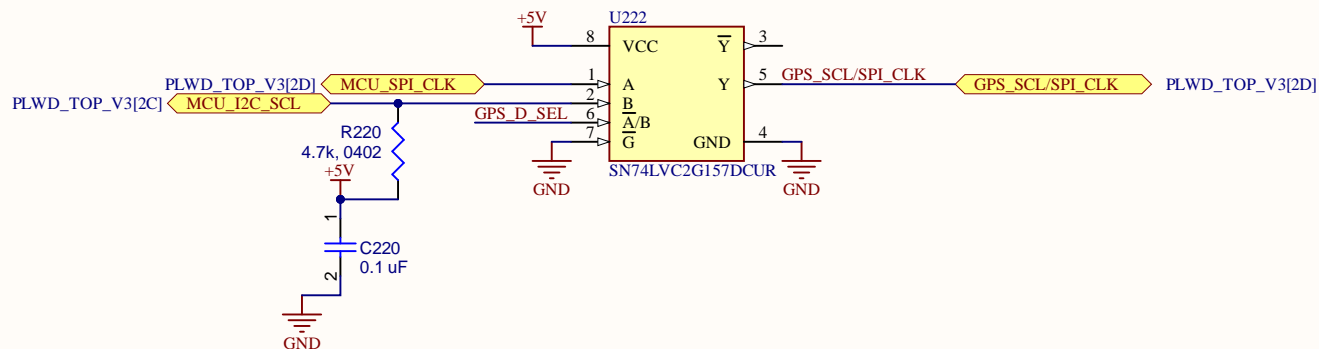 +5V
U222
8 VCC Y 3
PLWD_TOP_V3[2D] MCU_SPI_CLK 1 A Y 5 GPS_SCL/SPI_CLK GPS_SCL/SPI_CLK PLWD_TOP_V3[2D]
PLWD_TOP_V3[2C] MCU_I2C_SCL 2 B
GPS_D_SEL 6 A/B
7 G GND 4
R220
4.7k, 0402
SN74LVC2G157DCUR
+5V
GND
GND
1
C220
0.1 uF
2
GND